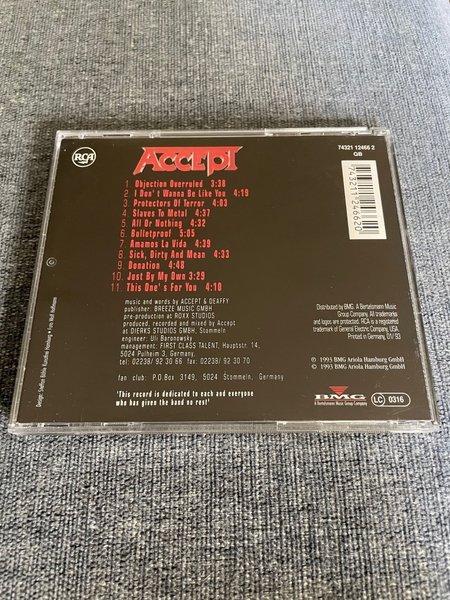 RCA
Accept
74321 12466 2
QB
743211246620
1. Objection Overruled 3:38
2. I Don't Wanna Be Like You 4:19
3. Protectors Of Terror 4:03
4. Slaves To Metal 4:37
5. All Or Nothing 4:32
6. Bulletproof 5:05
7. Amamos La Vida 4:39
8. Sick, Dirty And Mean 4:33
9. Donation 4:48
10. Just By My Own 3:29
11. This One's For You 4:10
music and words by ACCEPT & DEAFFY
publisher: BREEZE MUSIC GMBH
pre-production at ROXX STUDIOS
produced, recorded and mixed by Accept
at DIERKS STUDIOS GMBH, Stommeln
engineer: Uli Baronowsky
management: FIRST CLASS TALENT, Hauptstr. 14,
5024 Pulheim 3, Germany,
tel: 02238/ 92 30 66 fax: 02238/ 92 30 70
fan club: P.O.Box 3149, 5024 Stommeln, Germany
'This record is dedicated to each and everyone
who has given the band no rest!'
Distributed by BMG. A Bertelsmann Music
Group Company. All trademarks
and logos are protected. RCA is a registered
trademark of General Electric Company, USA.
Printed in Germany, D1/ 93
℗ 1993 BMG Ariola Hamburg GmbH
© 1993 BMG Ariola Hamburg GmbH
BMG
A Bertelsmann Music Group Company
LC 0316